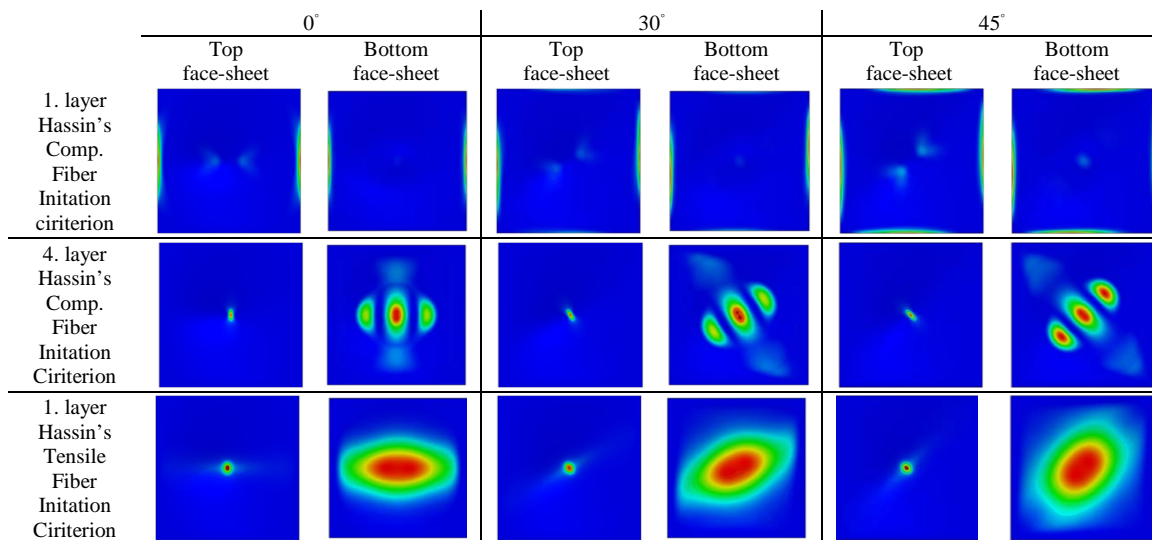 0°
30°
45°
Top
face-sheet
Bottom
face-sheet
Top
face-sheet
Bottom
face-sheet
Top
face-sheet
Bottom
face-sheet
1. layer
Hassin's
Comp.
Fiber
Initation
ciriterion
4. layer
Hassin's
Comp.
Fiber
Initation
Ciriterion
1. layer
Hassin's
Tensile
Fiber
Initation
Ciriterion